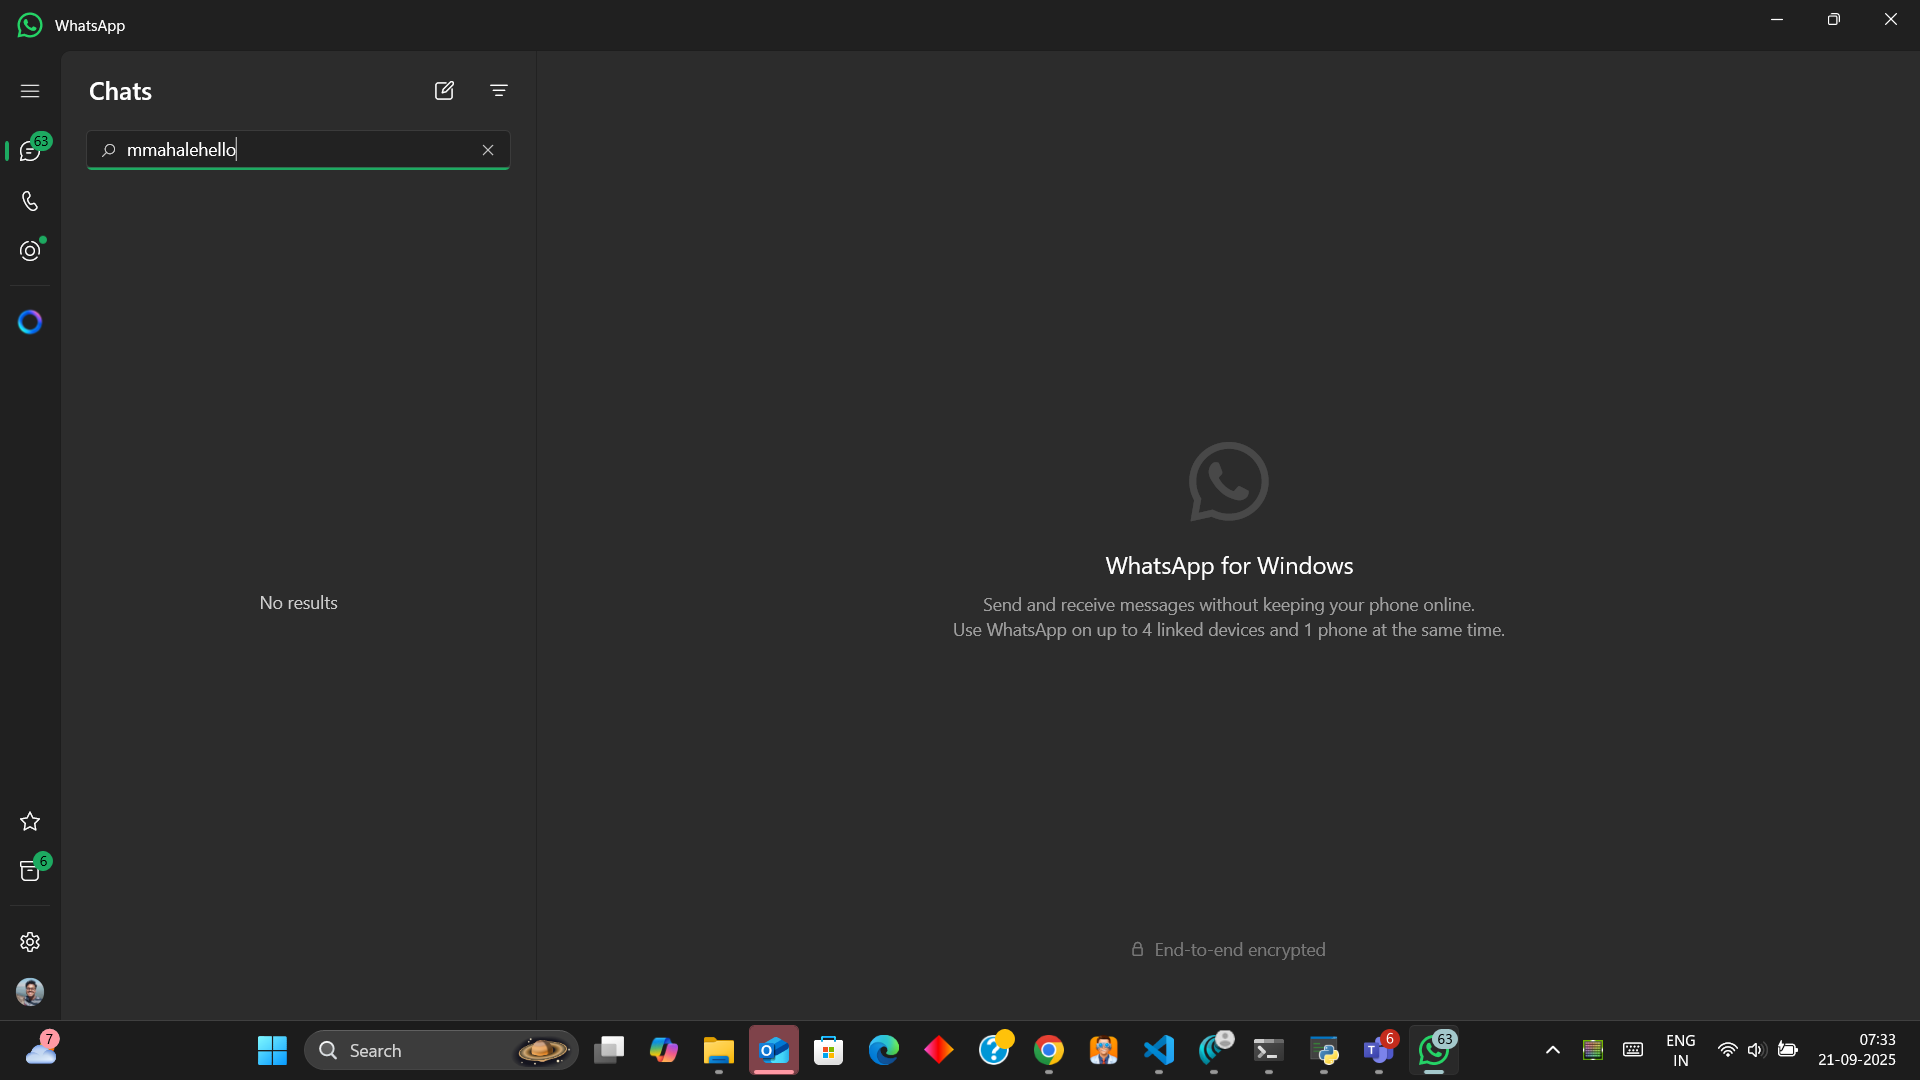 WhatsApp
Chats
63
mmahalehello
No results
WhatsApp for Windows
Send and receive messages without keeping your phone online.
Use WhatsApp on up to 4 linked devices and 1 phone at the same time.
6
End-to-end encrypted
7
Search
6
63
ENG
IN
07:33
21-09-2025